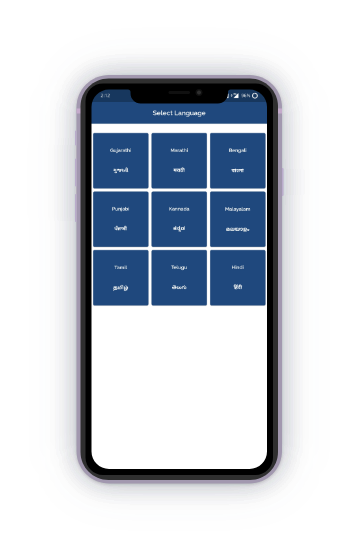 2:12
96%
Select Language
Gujarathi
Marathi
Bengali
ગુજરાતી
मराठी
বাংলা
Punjabi
Kannada
Malayalam
ਪੰਜਾਬੀ
ಕನ್ನಡ
മലയാളം
Tamil
Telugu
Hindi
தமிழ்
తెలుగు
हिंदी